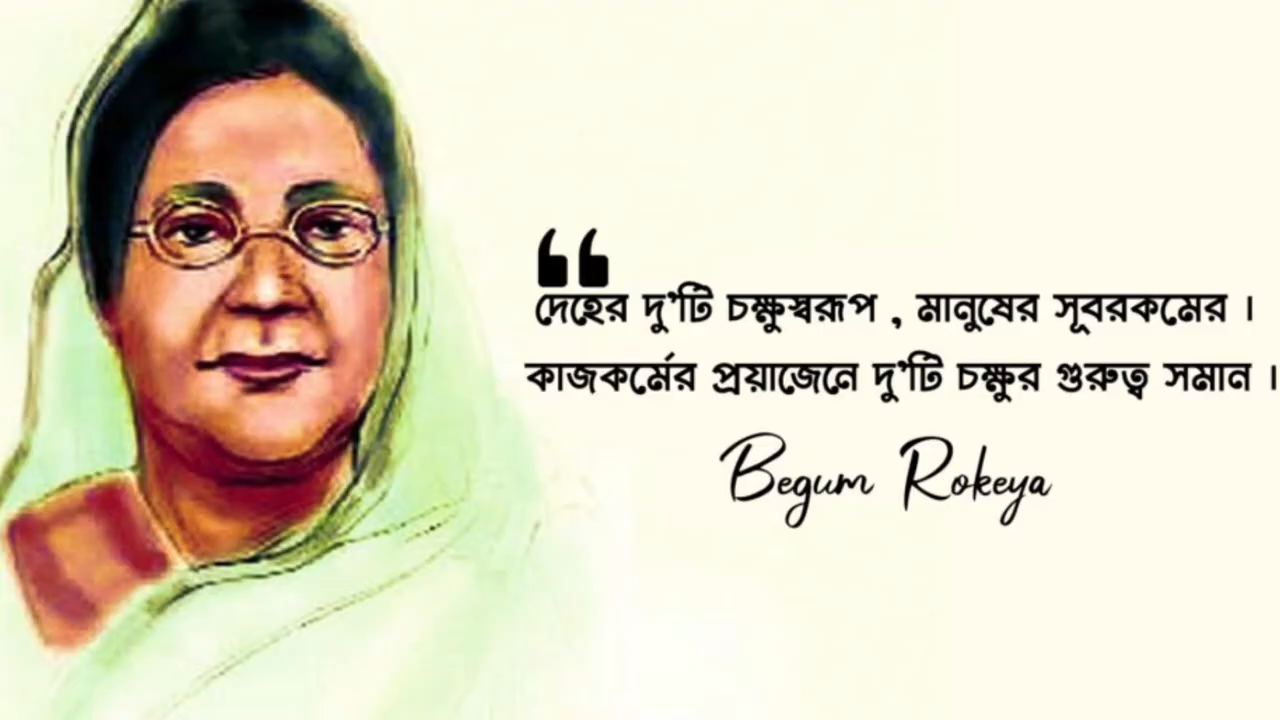 “
দেহের দু’টি চক্ষুস্বরূপ , মানুষের সূবরকমের ।
কাজকর্মের প্রয়াজেনে দু’টি চক্ষুর গুরুত্ব সমান ।
Begum Rokeya